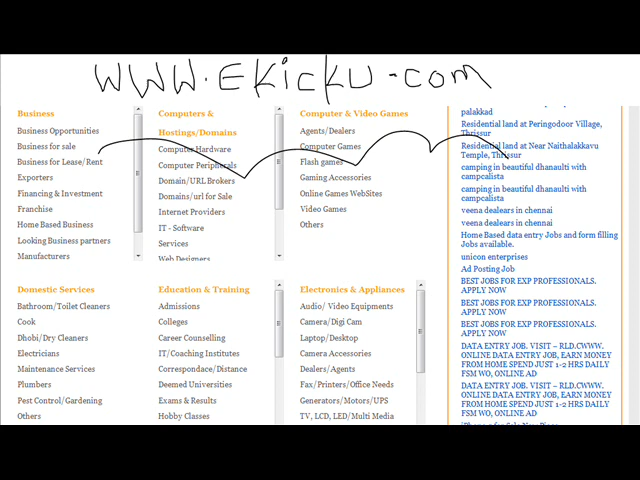 www.Ekicku.com
Business
Business Opportunities
Business for sale
Business for Lease/Rent
Exporters
Financing & Investment
Franchise
Home Based Business
Looking Business partners
Manufacturers
Computers &
Hostings/Domains
Computer Hardware
Computer Peripherals
Domain/URL Brokers
Domains/url for Sale
Internet Providers
IT - Software
Services
Web Designers
Computer & Video Games
Agents/Dealers
Computer Games
Flash games
Gaming Accessories
Online Games WebSites
Video Games
Others
palakkad
Residential land at Peringodoor Village,
Thrissur
Residential land at Near Naithalakkavu
Temple, Thrissur
camping in beautiful dhanaulti with
campcalista
camping in beautiful dhanaulti with
campcalista
veena dealears in chennai
veena dealears in chennai
Home Based data entry Jobs and form filling
Jobs available.
unicon enterprises
Ad Posting Job
BEST JOBS FOR EXP PROFESSIONALS.
APPLY NOW
BEST JOBS FOR EXP PROFESSIONALS.
APPLY NOW
BEST JOBS FOR EXP PROFESSIONALS.
APPLY NOW
DATA ENTRY JOB. VISIT – RLD.CWWW.
ONLINE DATA ENTRY JOB, EARN MONEY
FROM HOME SPEND JUST 1-2 HRS DAILY
FSM WO, ONLINE AD
DATA ENTRY JOB. VISIT – RLD.CWWW.
ONLINE DATA ENTRY JOB, EARN MONEY
FROM HOME SPEND JUST 1-2 HRS DAILY
FSM WO, ONLINE AD
Domestic Services
Bathroom/Toilet Cleaners
Cook
Dhobi/Dry Cleaners
Electricians
Maintenance Services
Plumbers
Pest Control/Gardening
Others
Education & Training
Admissions
Colleges
Career Counselling
IT/Coaching Institutes
Correspondace/Distance
Deemed Universities
Exams & Results
Hobby Classes
Electronics & Appliances
Audio/ Video Equipments
Camera/Digi Cam
Laptop/Desktop
Camera Accessories
Dealers/Agents
Fax/Printers/Office Needs
Generators/Motors/UPS
TV, LCD, LED/Multi Media